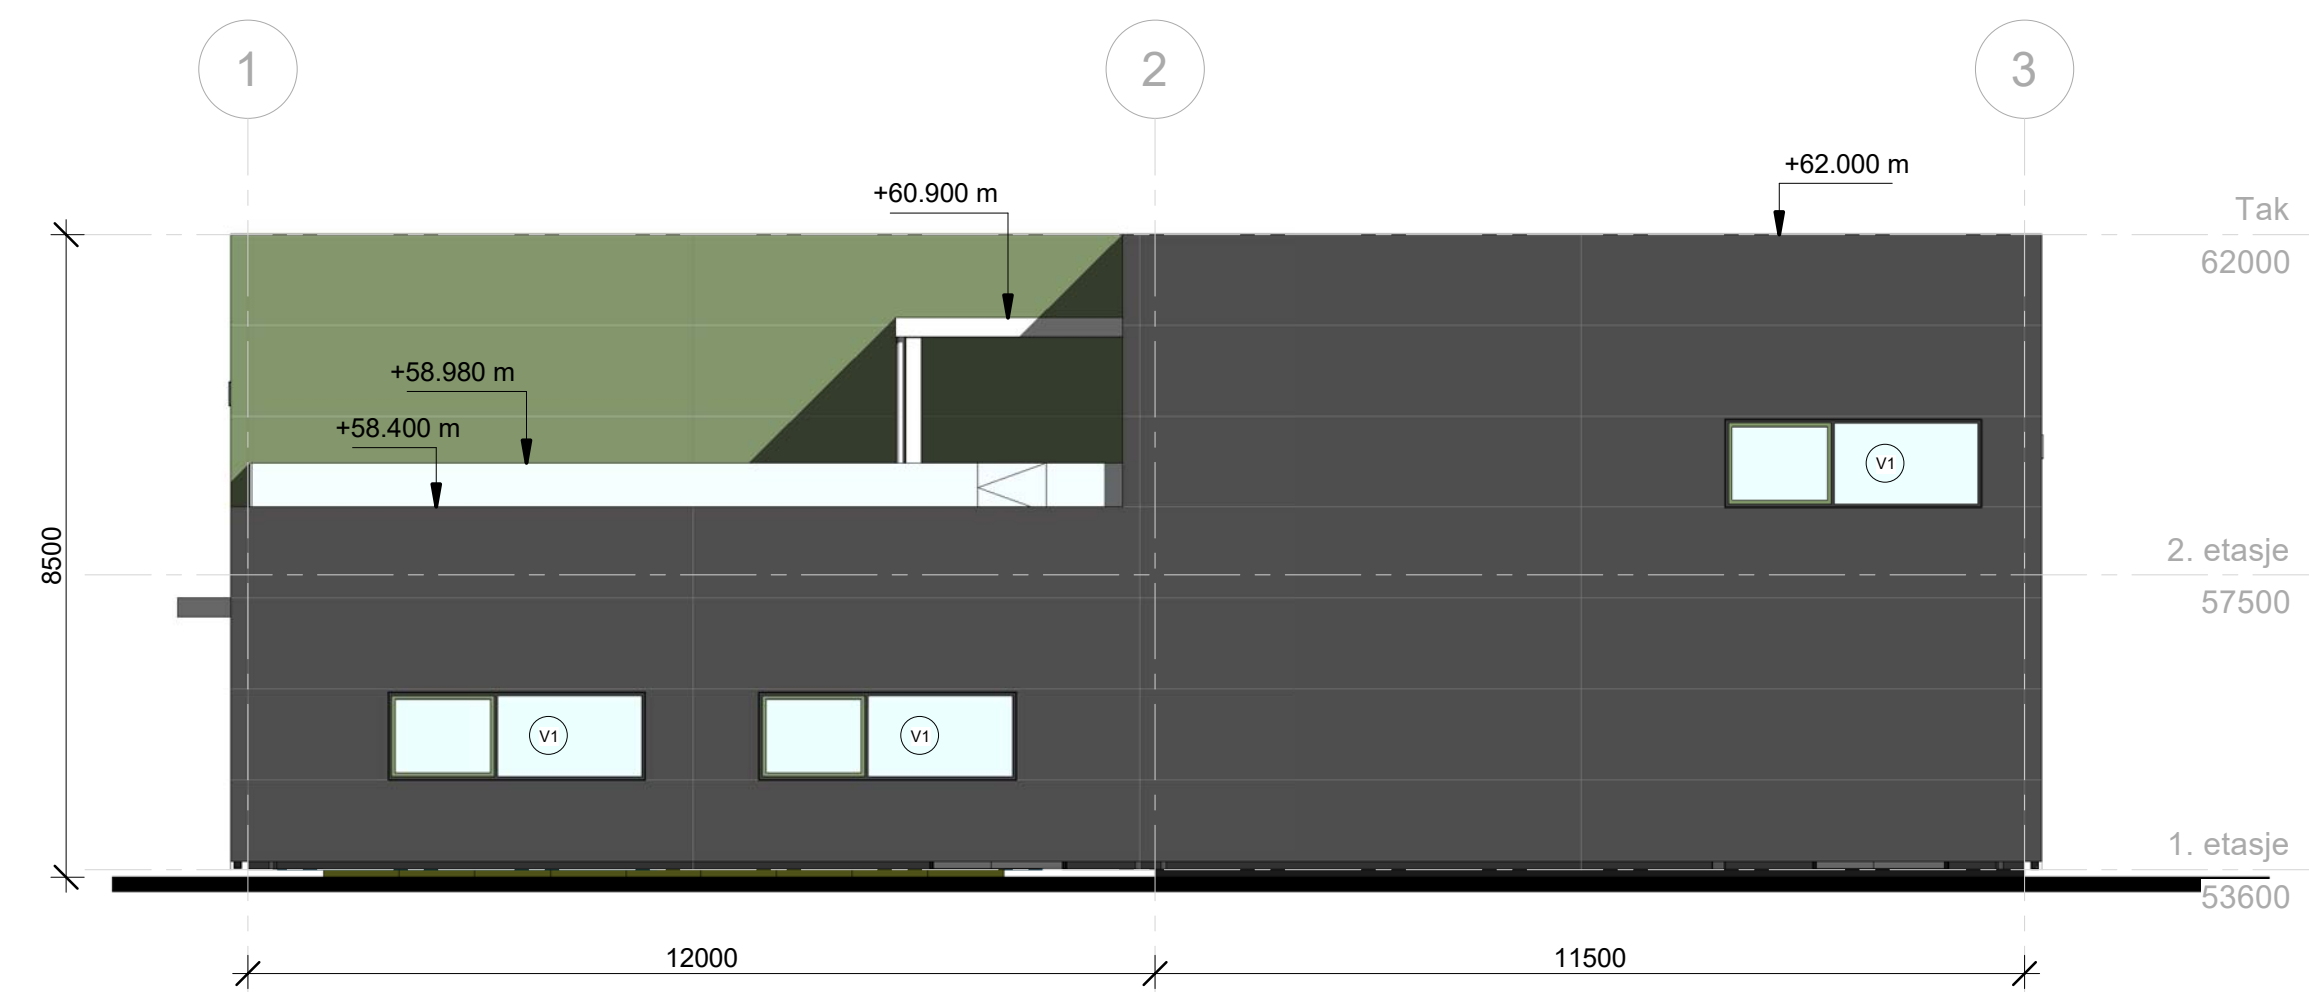 1
2
3
+62.000 m
+60.900 m
Tak
62000
+58.980 m
+58.400 m
V1
8500
2. etasje
57500
V1
V1
1. etasje
53600
12000
11500